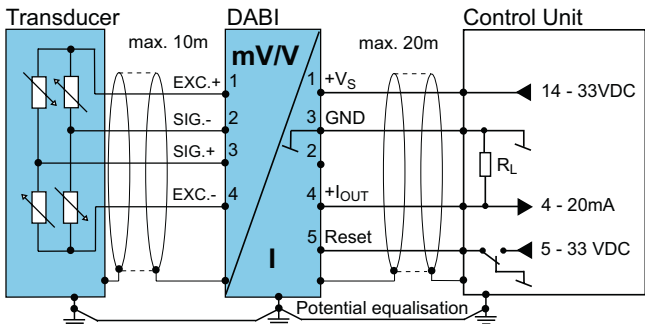 Transducer
DABI
Control Unit
max. 10m
mV/V
max. 20m
EXC.+
1
1
+VS
14 - 33VDC
SIG.-
2
3
GND
SIG.+
3
2
RL
EXC.-
4
4
+IOUT
4 - 20mA
5
Reset
5 - 33 VDC
I
Potential equalisation